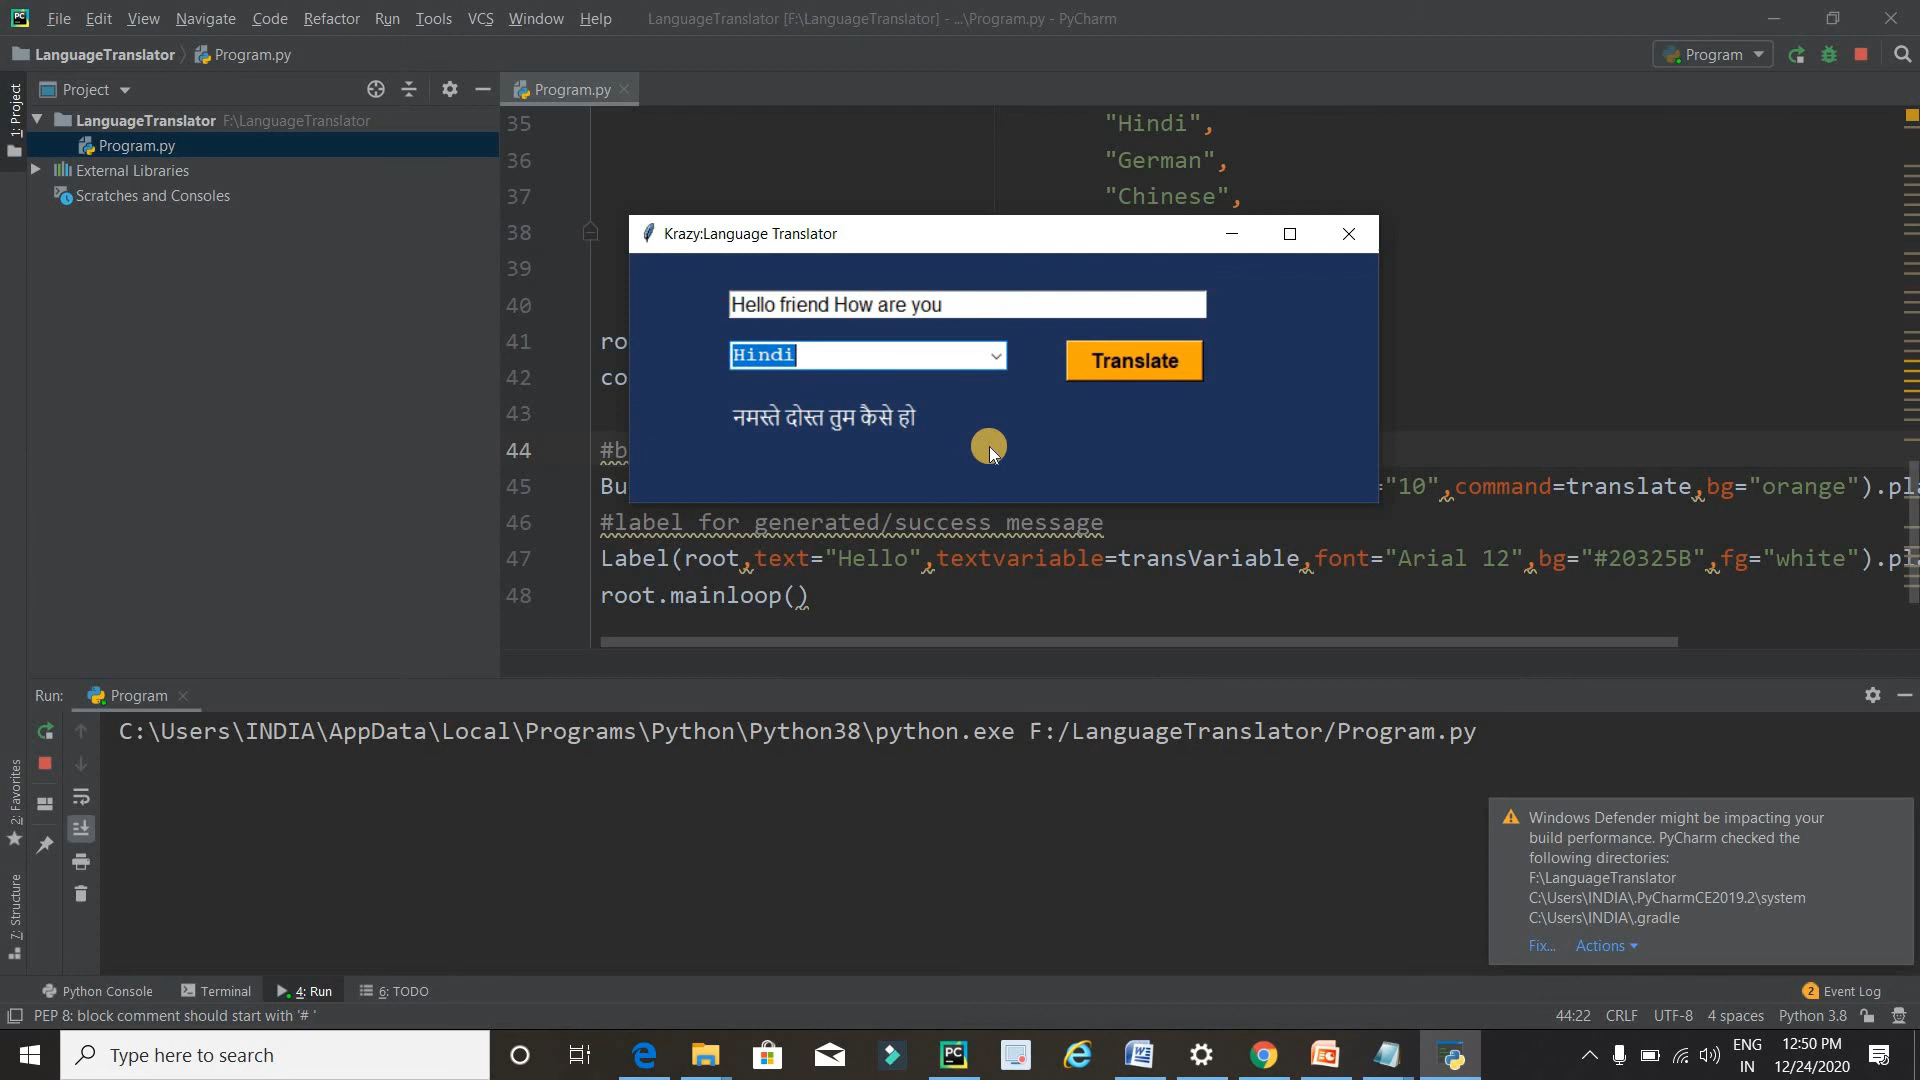 File Edit View Navigate Code Refactor Run Tools VCS Window Help LanguageTranslator [F:\LanguageTranslator] - ...\Program.py - PyCharm
LanguageTranslator Program.py Program
1: Project
Project
Program.py
LanguageTranslator F:\LanguageTranslator
Program.py
External Libraries
Scratches and Consoles
35 "Hindi",
36 "German",
37 "Chinese",
38
39
40
41 ro
42 co
43
44 #b
45 Bu ="10",command=translate,bg="orange").pl
46 #label for generated/success message
47 Label(root,text="Hello",textvariable=transVariable,font="Arial 12",bg="#20325B",fg="white").pl
48 root.mainloop()
Krazy:Language Translator
Hello friend How are you
Hindi
Translate
नमस्ते दोस्त तुम कैसे हो
Run: Program
C:\Users\INDIA\AppData\Local\Programs\Python\Python38\python.exe F:/LanguageTranslator/Program.py
2: Favorites
7: Structure
Windows Defender might be impacting your
build performance. PyCharm checked the
following directories:
F:\LanguageTranslator
C:\Users\INDIA\.PyCharmCE2019.2\system
C:\Users\INDIA\.gradle
Fix... Actions
Python Console Terminal 4: Run 6: TODO 2 Event Log
PEP 8: block comment should start with '# ' 44:22 CRLF UTF-8 4 spaces Python 3.8
Type here to search
ENG
IN
12:50 PM
12/24/2020